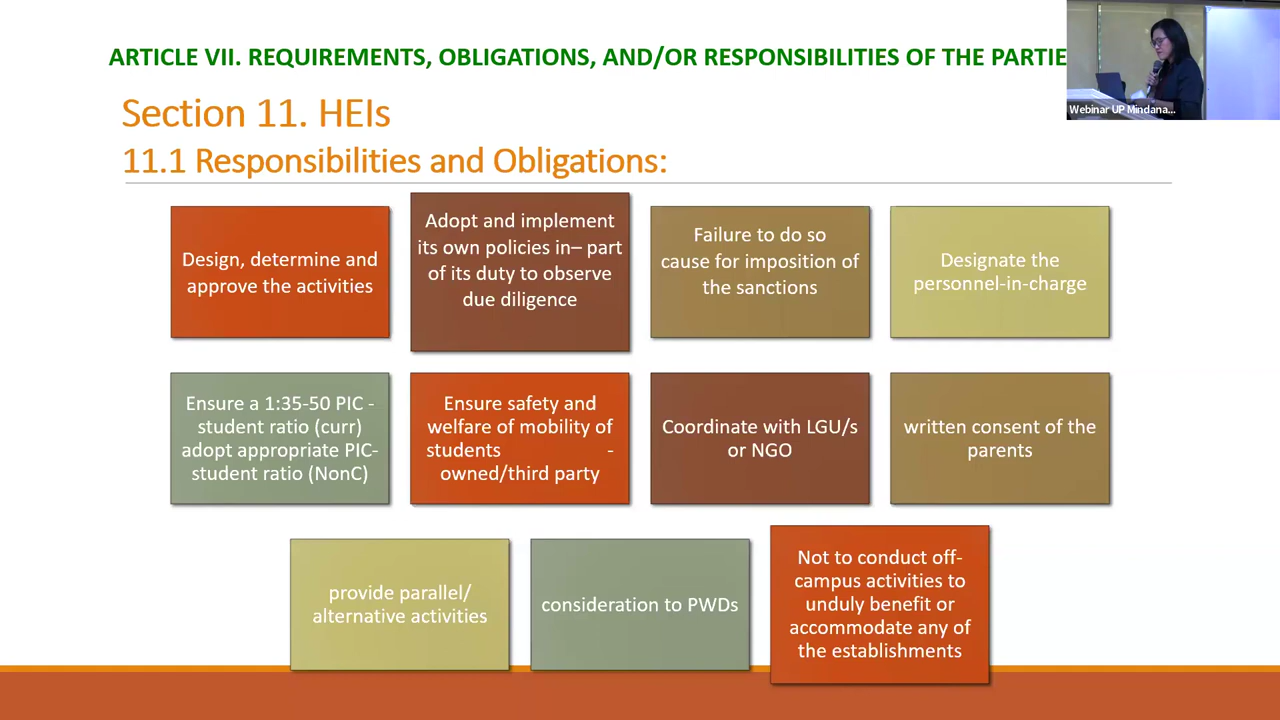 ARTICLE VII. REQUIREMENTS, OBLIGATIONS, AND/OR RESPONSIBILITIES OF THE PARTIE
Webinar UP Mindana...
Section 11. HEIs
11.1 Responsibilities and Obligations:
Design, determine and
approve the activities
Adopt and implement
its own policies in– part
of its duty to observe
due diligence
Failure to do so
cause for imposition of
the sanctions
Designate the
personnel-in-charge
Ensure a 1:35-50 PIC -
student ratio (curr)
adopt appropriate PIC-
student ratio (NonC)
Ensure safety and
welfare of mobility of
students -
owned/third party
Coordinate with LGU/s
or NGO
written consent of the
parents
provide parallel/
alternative activities
consideration to PWDs
Not to conduct off-
campus activities to
unduly benefit or
accommodate any of
the establishments